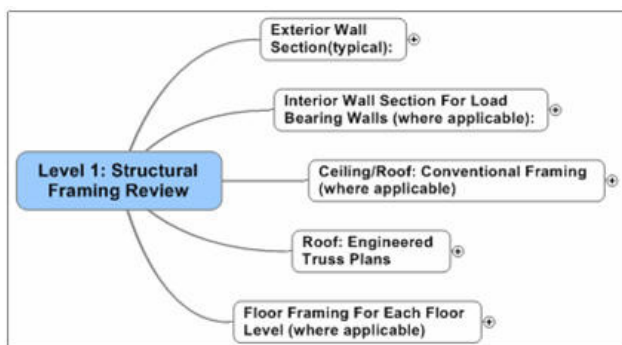 Exterior Wall
Section(typical):
Interior Wall Section For Load
Bearing Walls (where applicable):
Level 1: Structural
Framing Review
Ceiling/Roof: Conventional Framing
(where applicable)
Roof: Engineered
Truss Plans
Floor Framing For Each Floor
Level (where applicable)